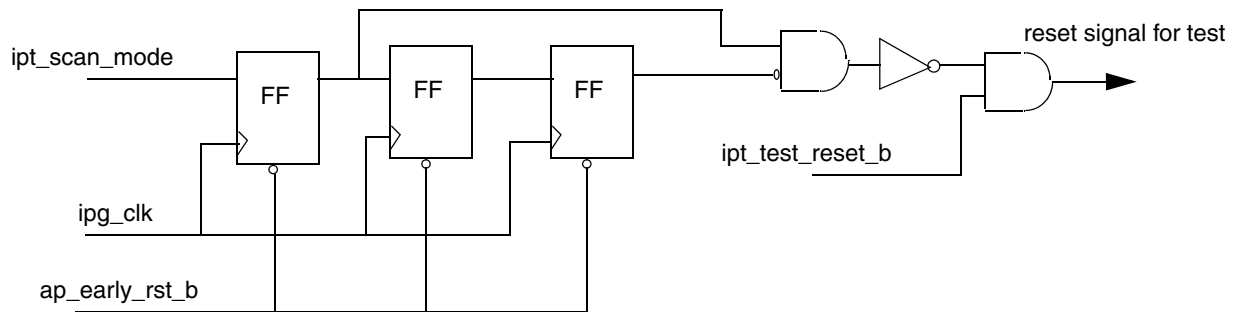 reset signal for test
ipt_scan_mode
FF
FF
FF
ipt_test_reset_b
ipg_clk
ap_early_rst_b